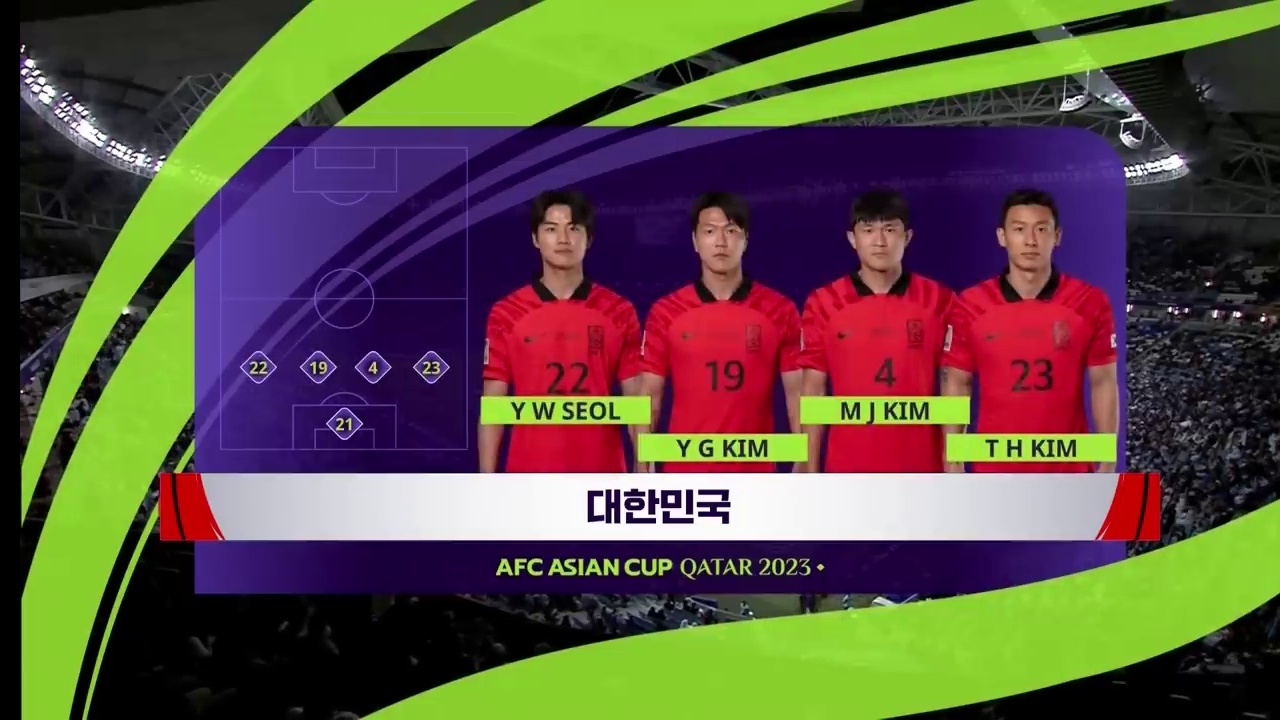 22 19 4 23
21
22
19
4
23
Y W SEOL
Y G KIM
M J KIM
T H KIM
대한민국
AFC ASIAN CUP QATAR 2023